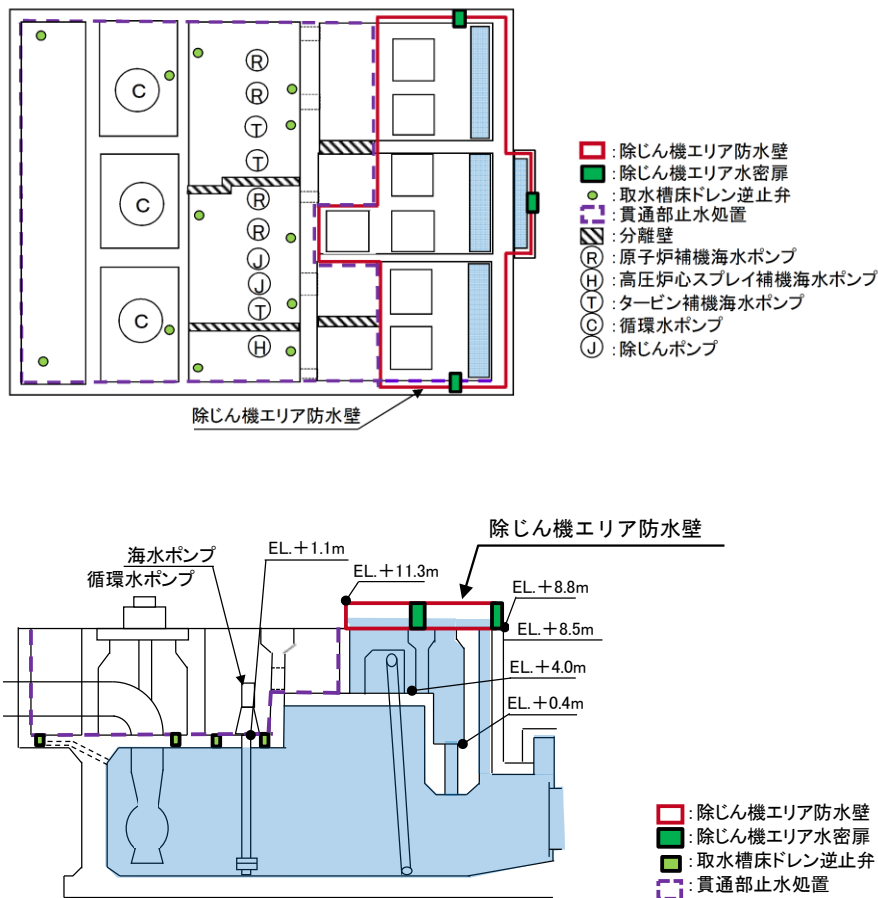 C
C
C
R
R
T
T
R
R
J
J
T
H
:除じん機エリア防水壁
:除じん機エリア水密扉
:取水槽床ドレン逆止弁
:貫通部止水処置
:分離壁
R :原子炉補機海水ポンプ
H :高圧炉心スプレイ補機海水ポンプ
T :タービン補機海水ポンプ
C :循環水ポンプ
J :除じんポンプ
除じん機エリア防水壁
除じん機エリア防水壁
海水ポンプ
循環水ポンプ
EL.+1.1m
EL.+11.3m
EL.+8.8m
EL.+8.5m
EL.+4.0m
EL.+0.4m
:除じん機エリア防水壁
:除じん機エリア水密扉
:取水槽床ドレン逆止弁
:貫通部止水処置